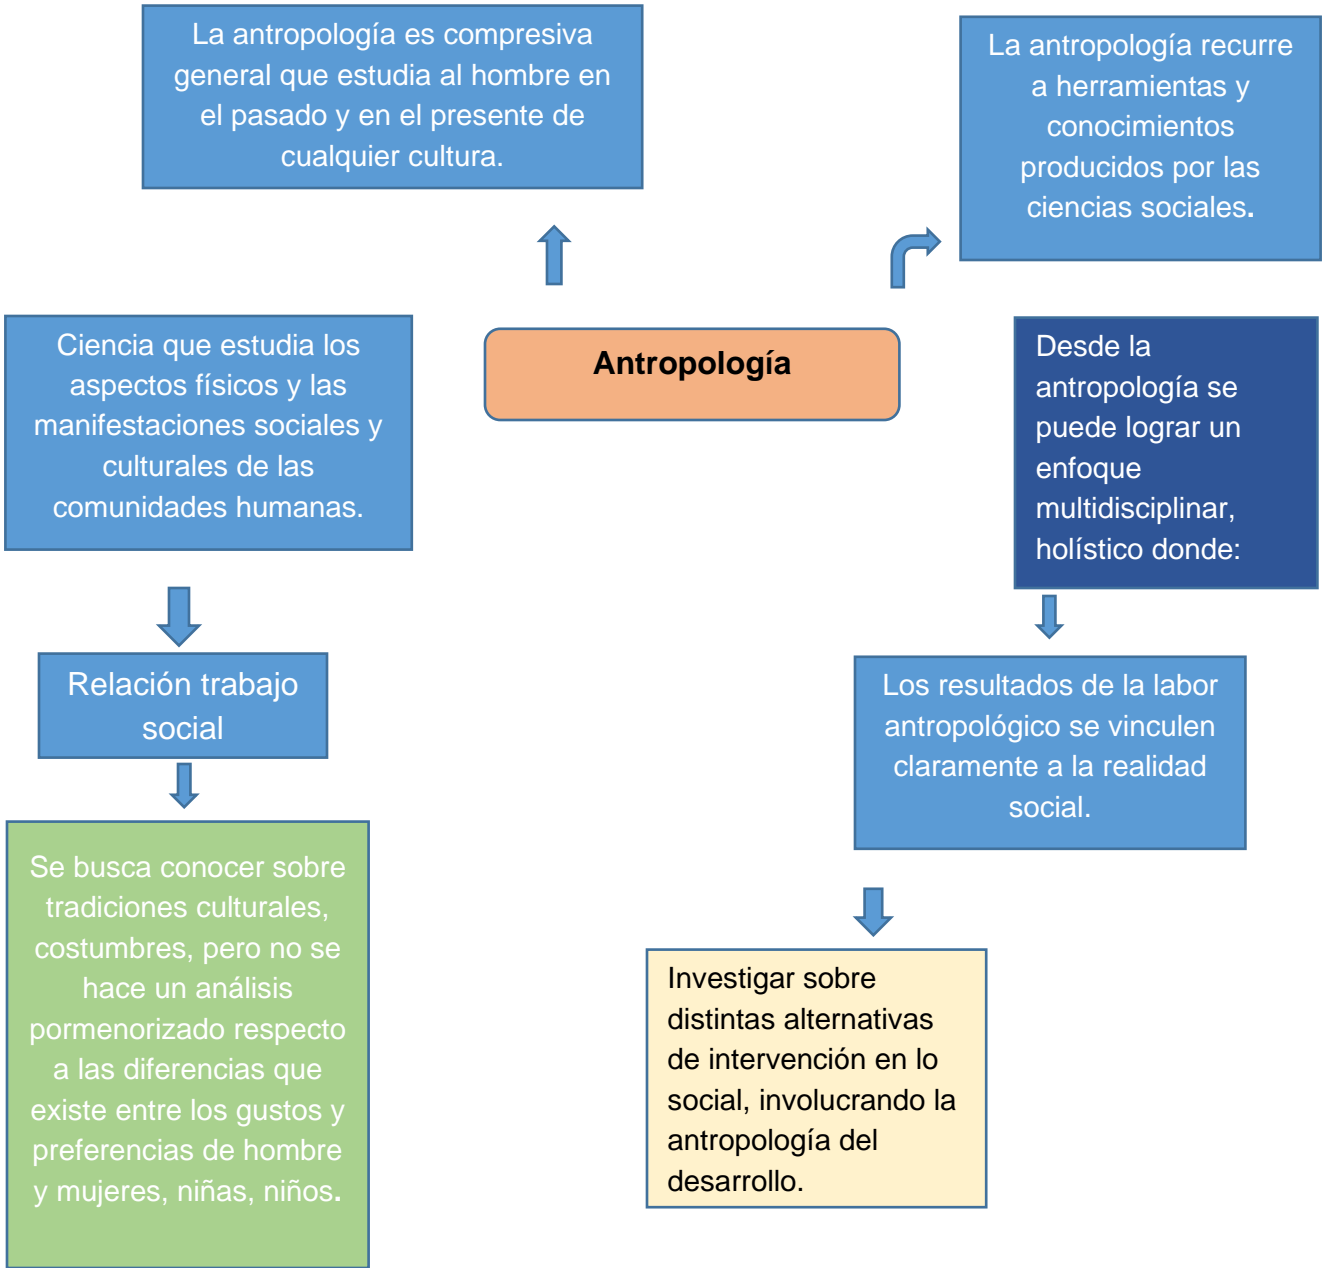 La antropología es compresiva
general que estudia al hombre en
el pasado y en el presente de
cualquier cultura.
La antropología recurre
a herramientas y
conocimientos
producidos por las
ciencias sociales.
Ciencia que estudia los
aspectos físicos y las
manifestaciones sociales y
culturales de las
comunidades humanas.
Antropología
Desde la
antropología se
puede lograr un
enfoque
multidisciplinar,
holístico donde:
Relación trabajo
social
Los resultados de la labor
antropológico se vinculen
claramente a la realidad
social.
Se busca conocer sobre
tradiciones culturales,
costumbres, pero no se
hace un análisis
pormenorizado respecto
a las diferencias que
existe entre los gustos y
preferencias de hombre
y mujeres, niñas, niños.
Investigar sobre
distintas alternativas
de intervención en lo
social, involucrando la
antropología del
desarrollo.